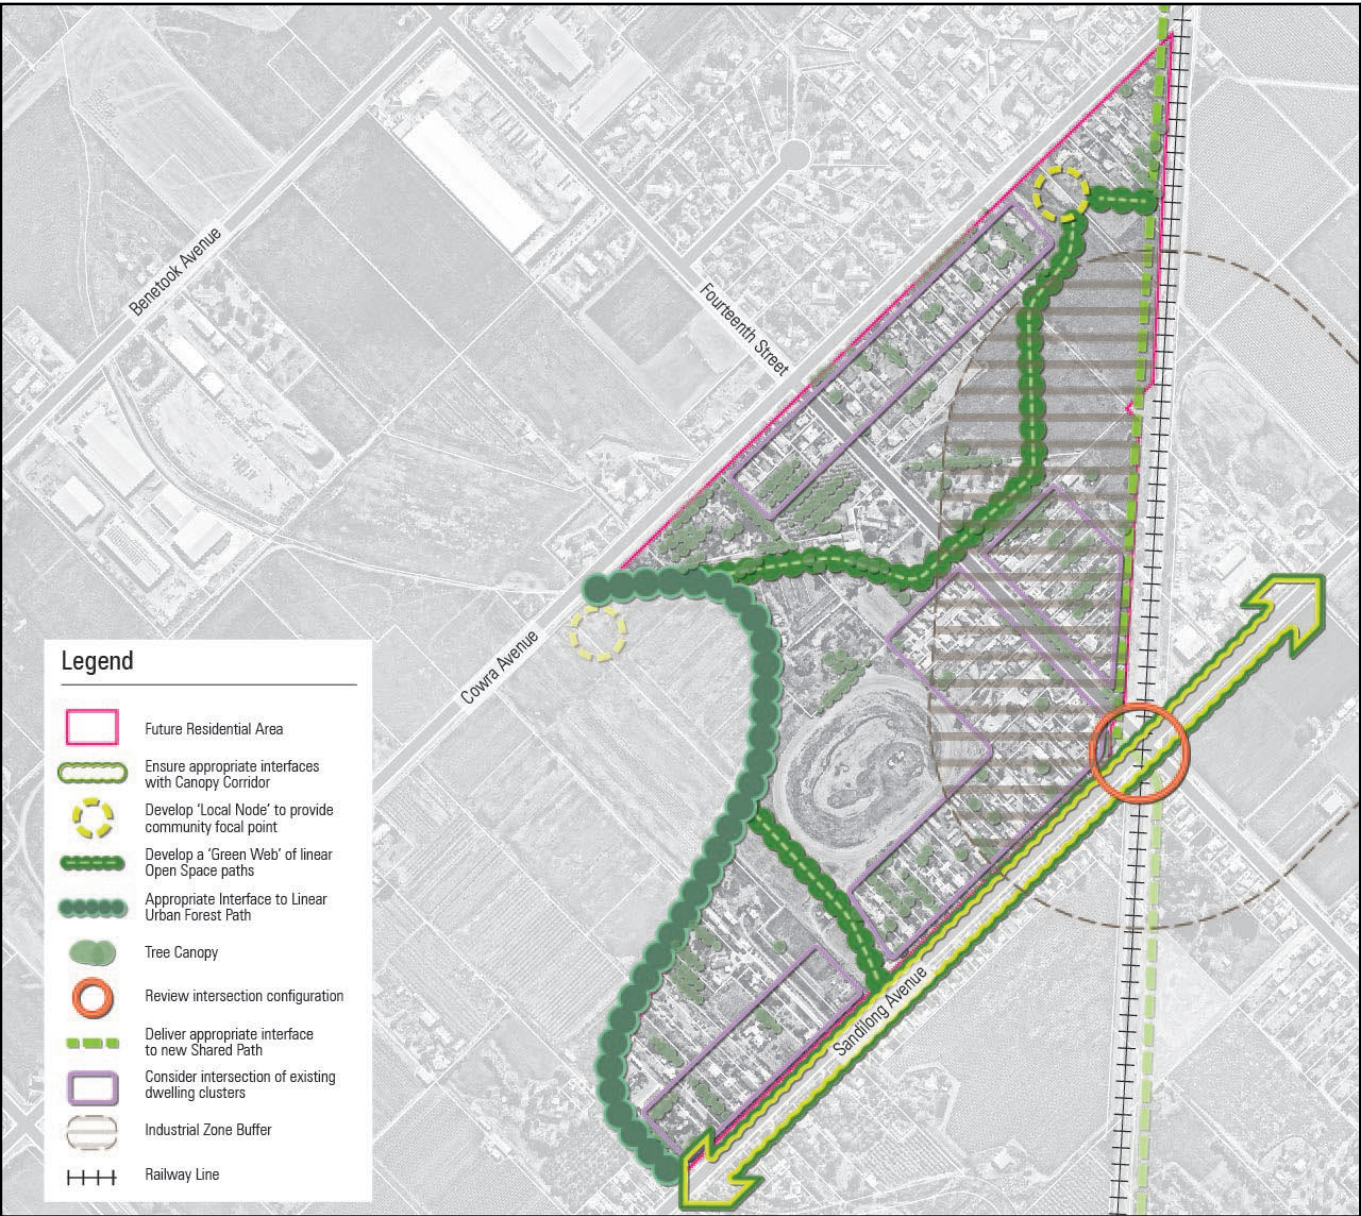 Benetook Avenue
Fourteenth Street
Cowra Avenue
Sandilong Avenue
Legend
Future Residential Area
Ensure appropriate interfaces
with Canopy Corridor
Develop ‘Local Node’ to provide
community focal point
Develop a ‘Green Web’ of linear
Open Space paths
Appropriate Interface to Linear
Urban Forest Path
Tree Canopy
Review intersection configuration
Deliver appropriate interface
to new Shared Path
Consider intersection of existing
dwelling clusters
Industrial Zone Buffer
Railway Line